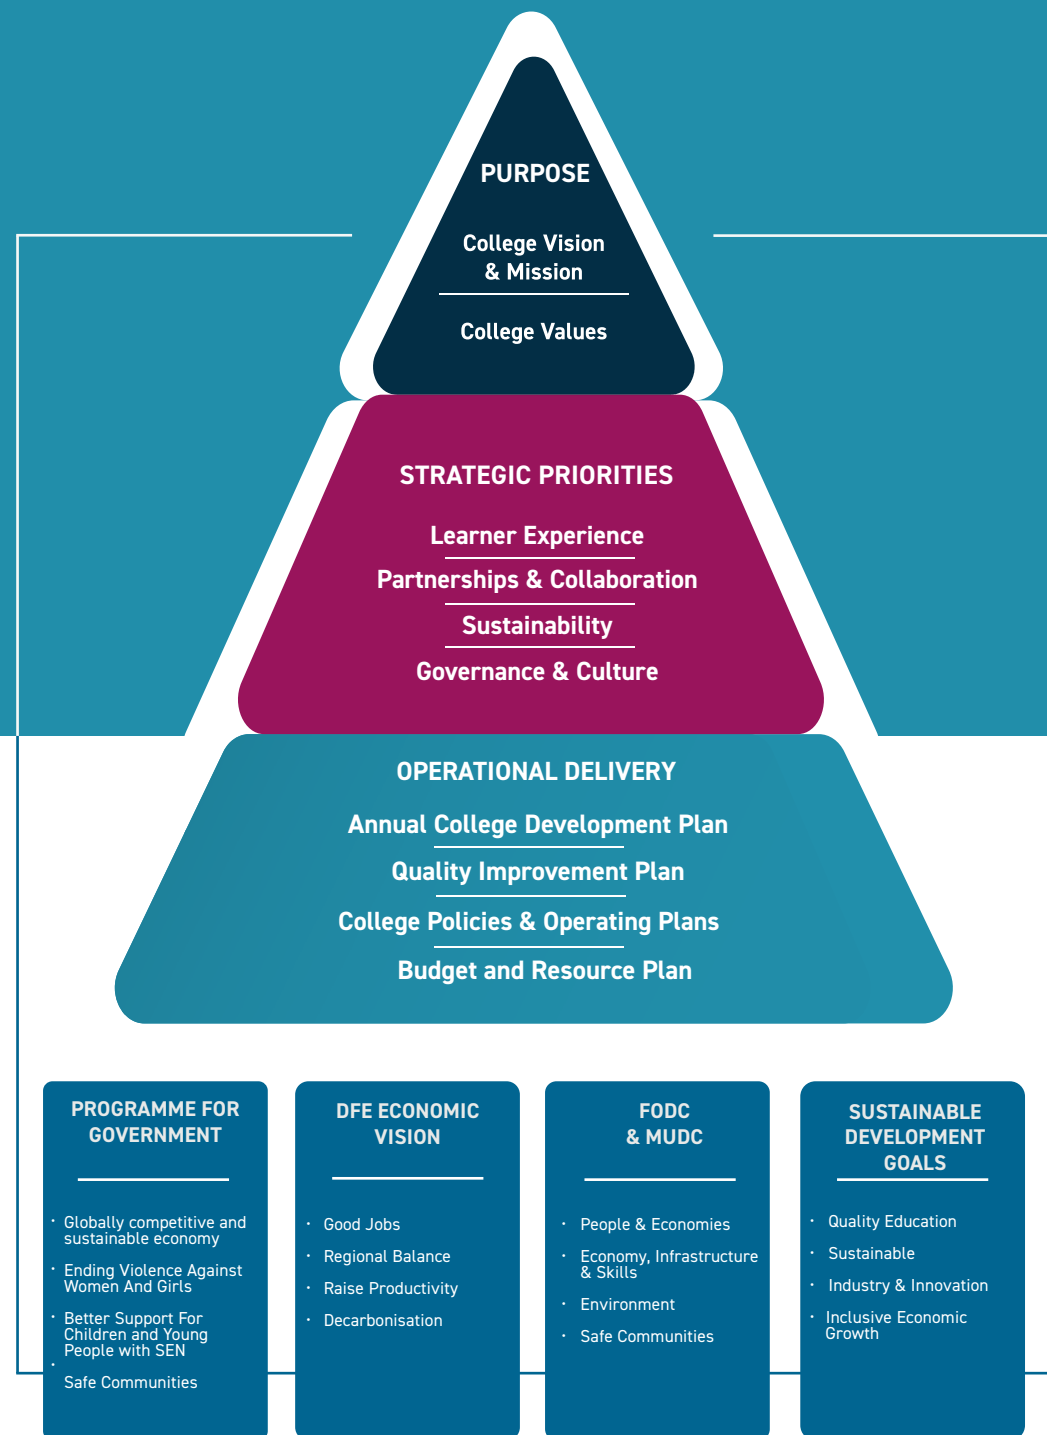 PURPOSE
College Vision
& Mission
College Values
STRATEGIC PRIORITIES
Learner Experience
Partnerships & Collaboration
Sustainability
Governance & Culture
OPERATIONAL DELIVERY
Annual College Development Plan
Quality Improvement Plan
College Policies & Operating Plans
Budget and Resource Plan
PROGRAMME FOR
GOVERNMENT
· Globally competitive and
sustainable economy
· Ending Violence Against
Women And Girls
· Better Support For
Children and Young
People with SEN
·
Safe Communities
DFE ECONOMIC
VISION
· Good Jobs
· Regional Balance
· Raise Productivity
· Decarbonisation
FODC
& MUDC
· People & Economies
· Economy, Infrastructure
& Skills
· Environment
· Safe Communities
SUSTAINABLE
DEVELOPMENT
GOALS
· Quality Education
· Sustainable
· Industry & Innovation
· Inclusive Economic
Growth